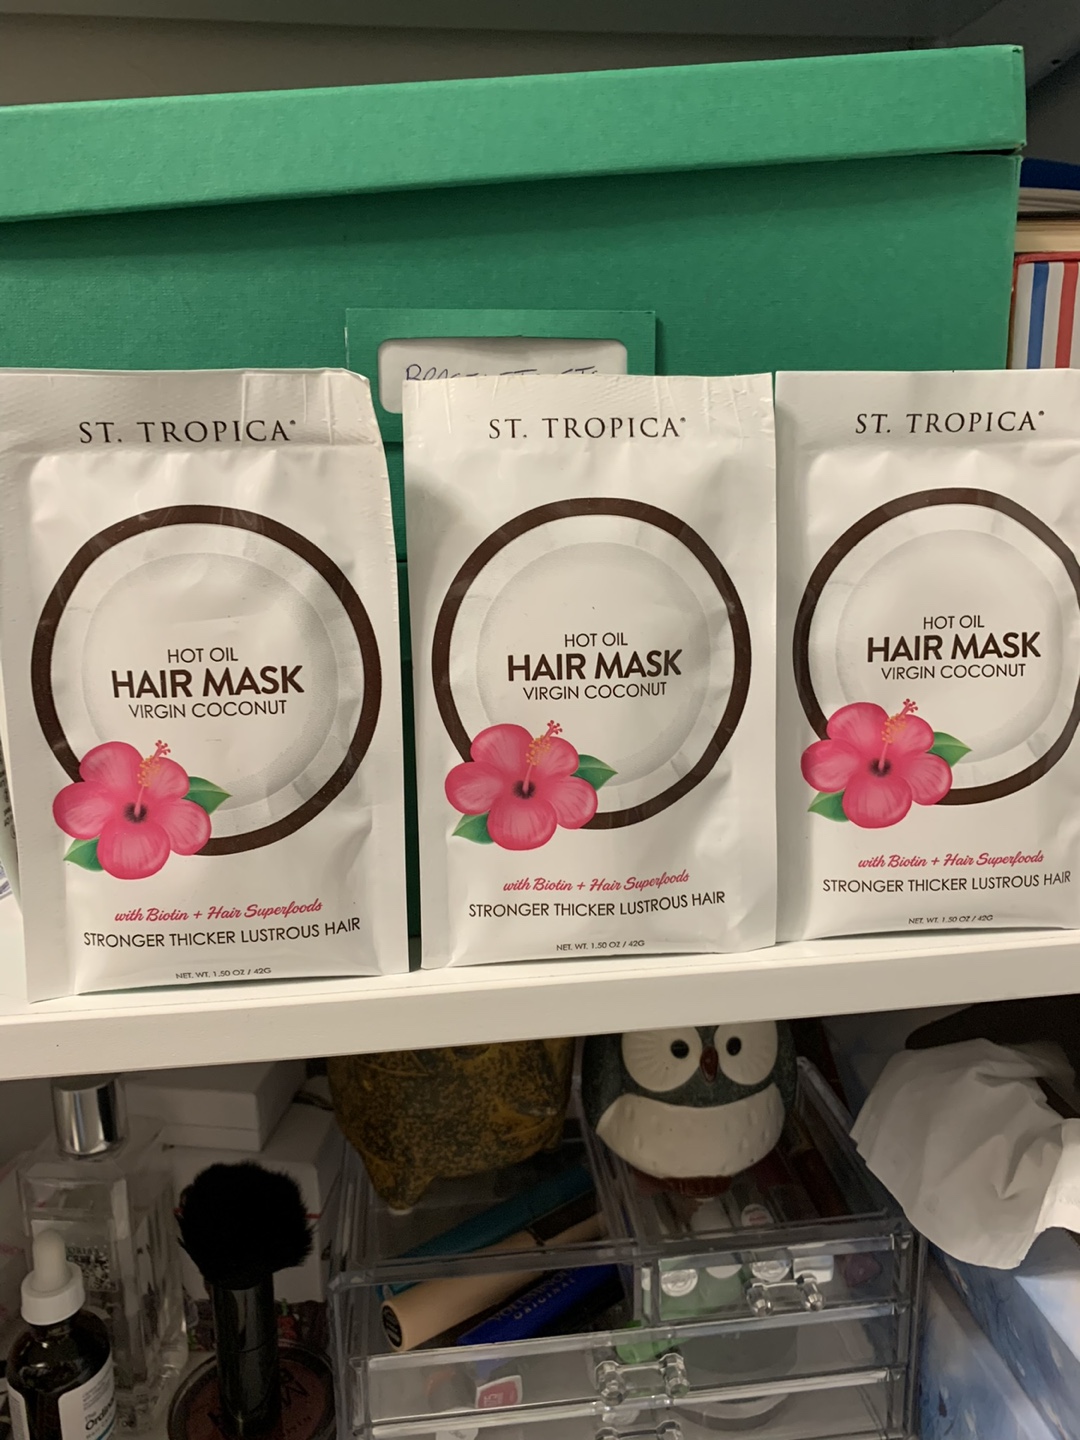 ST. TROPICA®
HOT OIL
HAIR MASK
VIRGIN COCONUT
with Biotin + Hair Superfoods
STRONGER THICKER LUSTROUS HAIR
NET. WT. 1.50 OZ / 42G
ST. TROPICA®
HOT OIL
HAIR MASK
VIRGIN COCONUT
with Biotin + Hair Superfoods
STRONGER THICKER LUSTROUS HAIR
NET. WT. 1.50 OZ / 42G
ST. TROPICA®
HOT OIL
HAIR MASK
VIRGIN COCONUT
with Biotin + Hair Superfoods
STRONGER THICKER LUSTROUS HAIR
NET. WT. 1.50 OZ / 42G